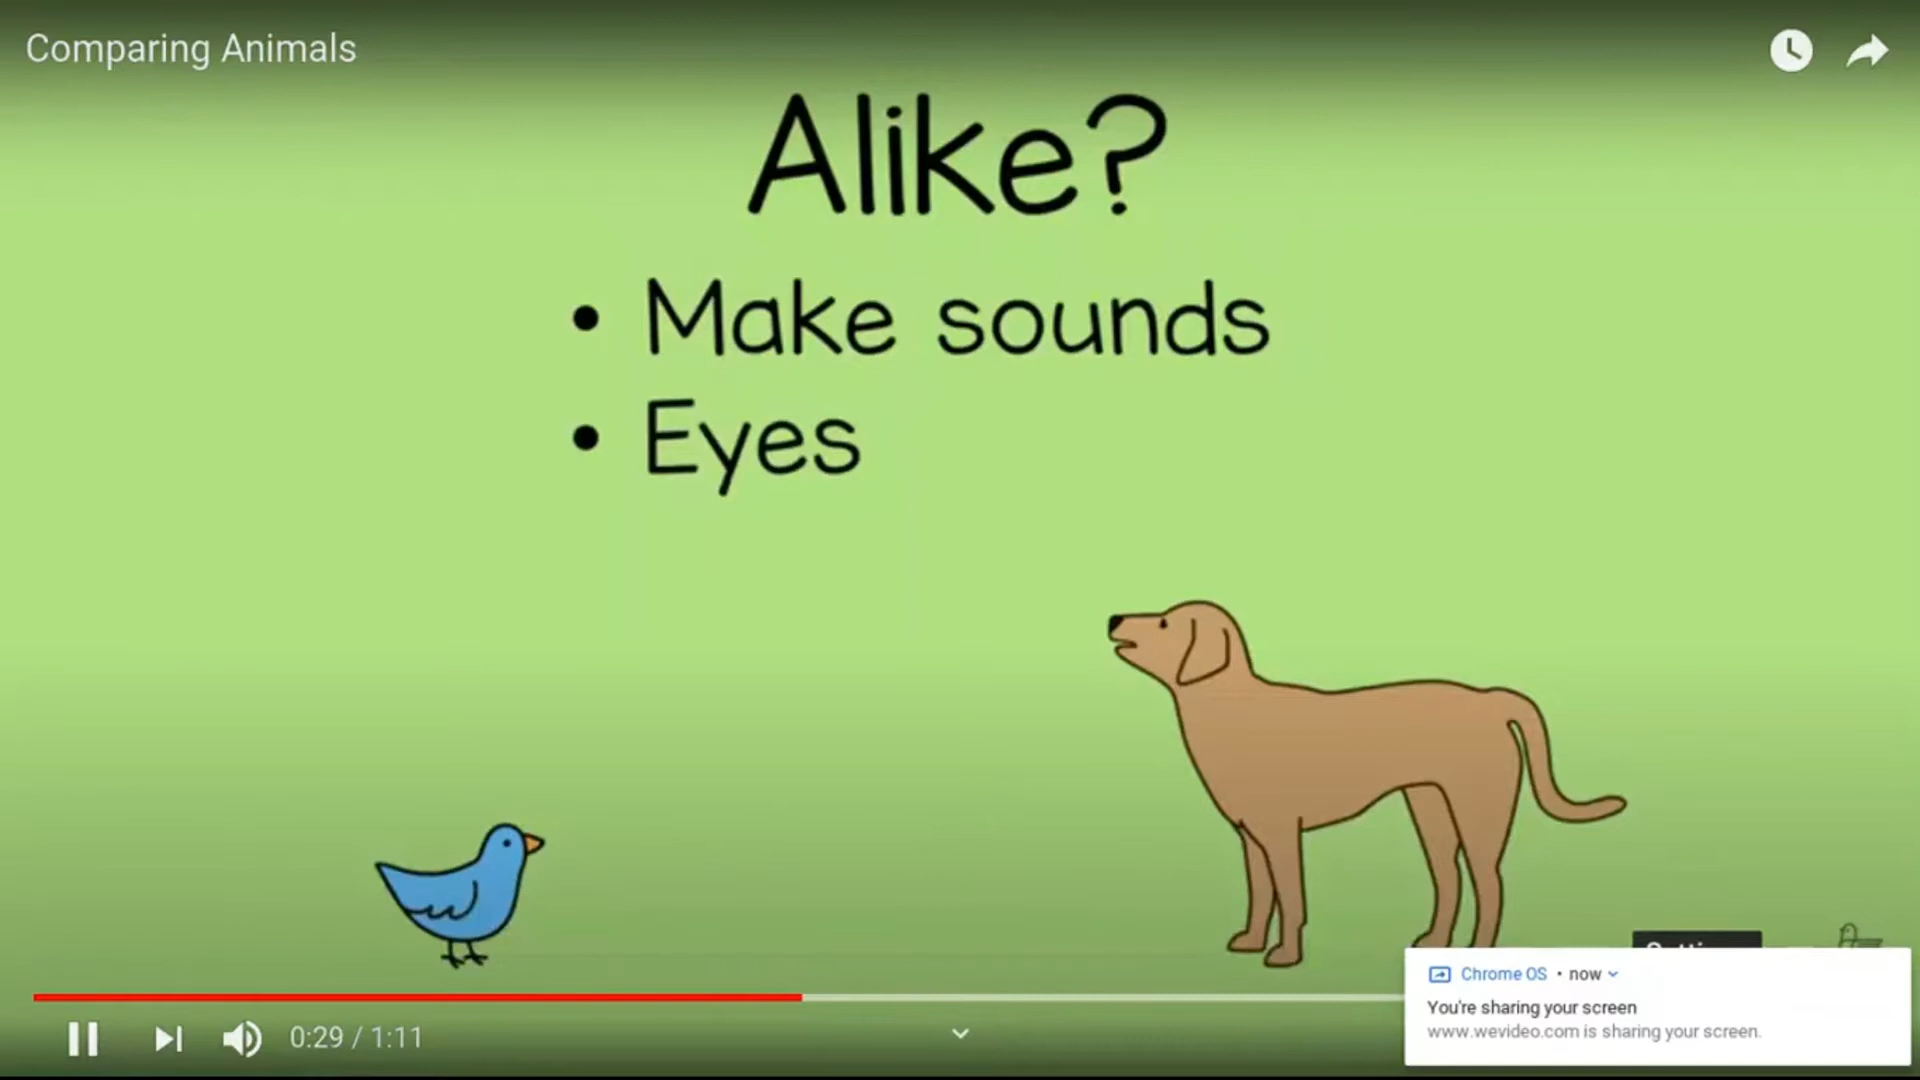 Comparing Animals
Alike?
• Make sounds
• Eyes
Chrome OS • now
You're sharing your screen
www.wevideo.com is sharing your screen.
0:29 / 1:11